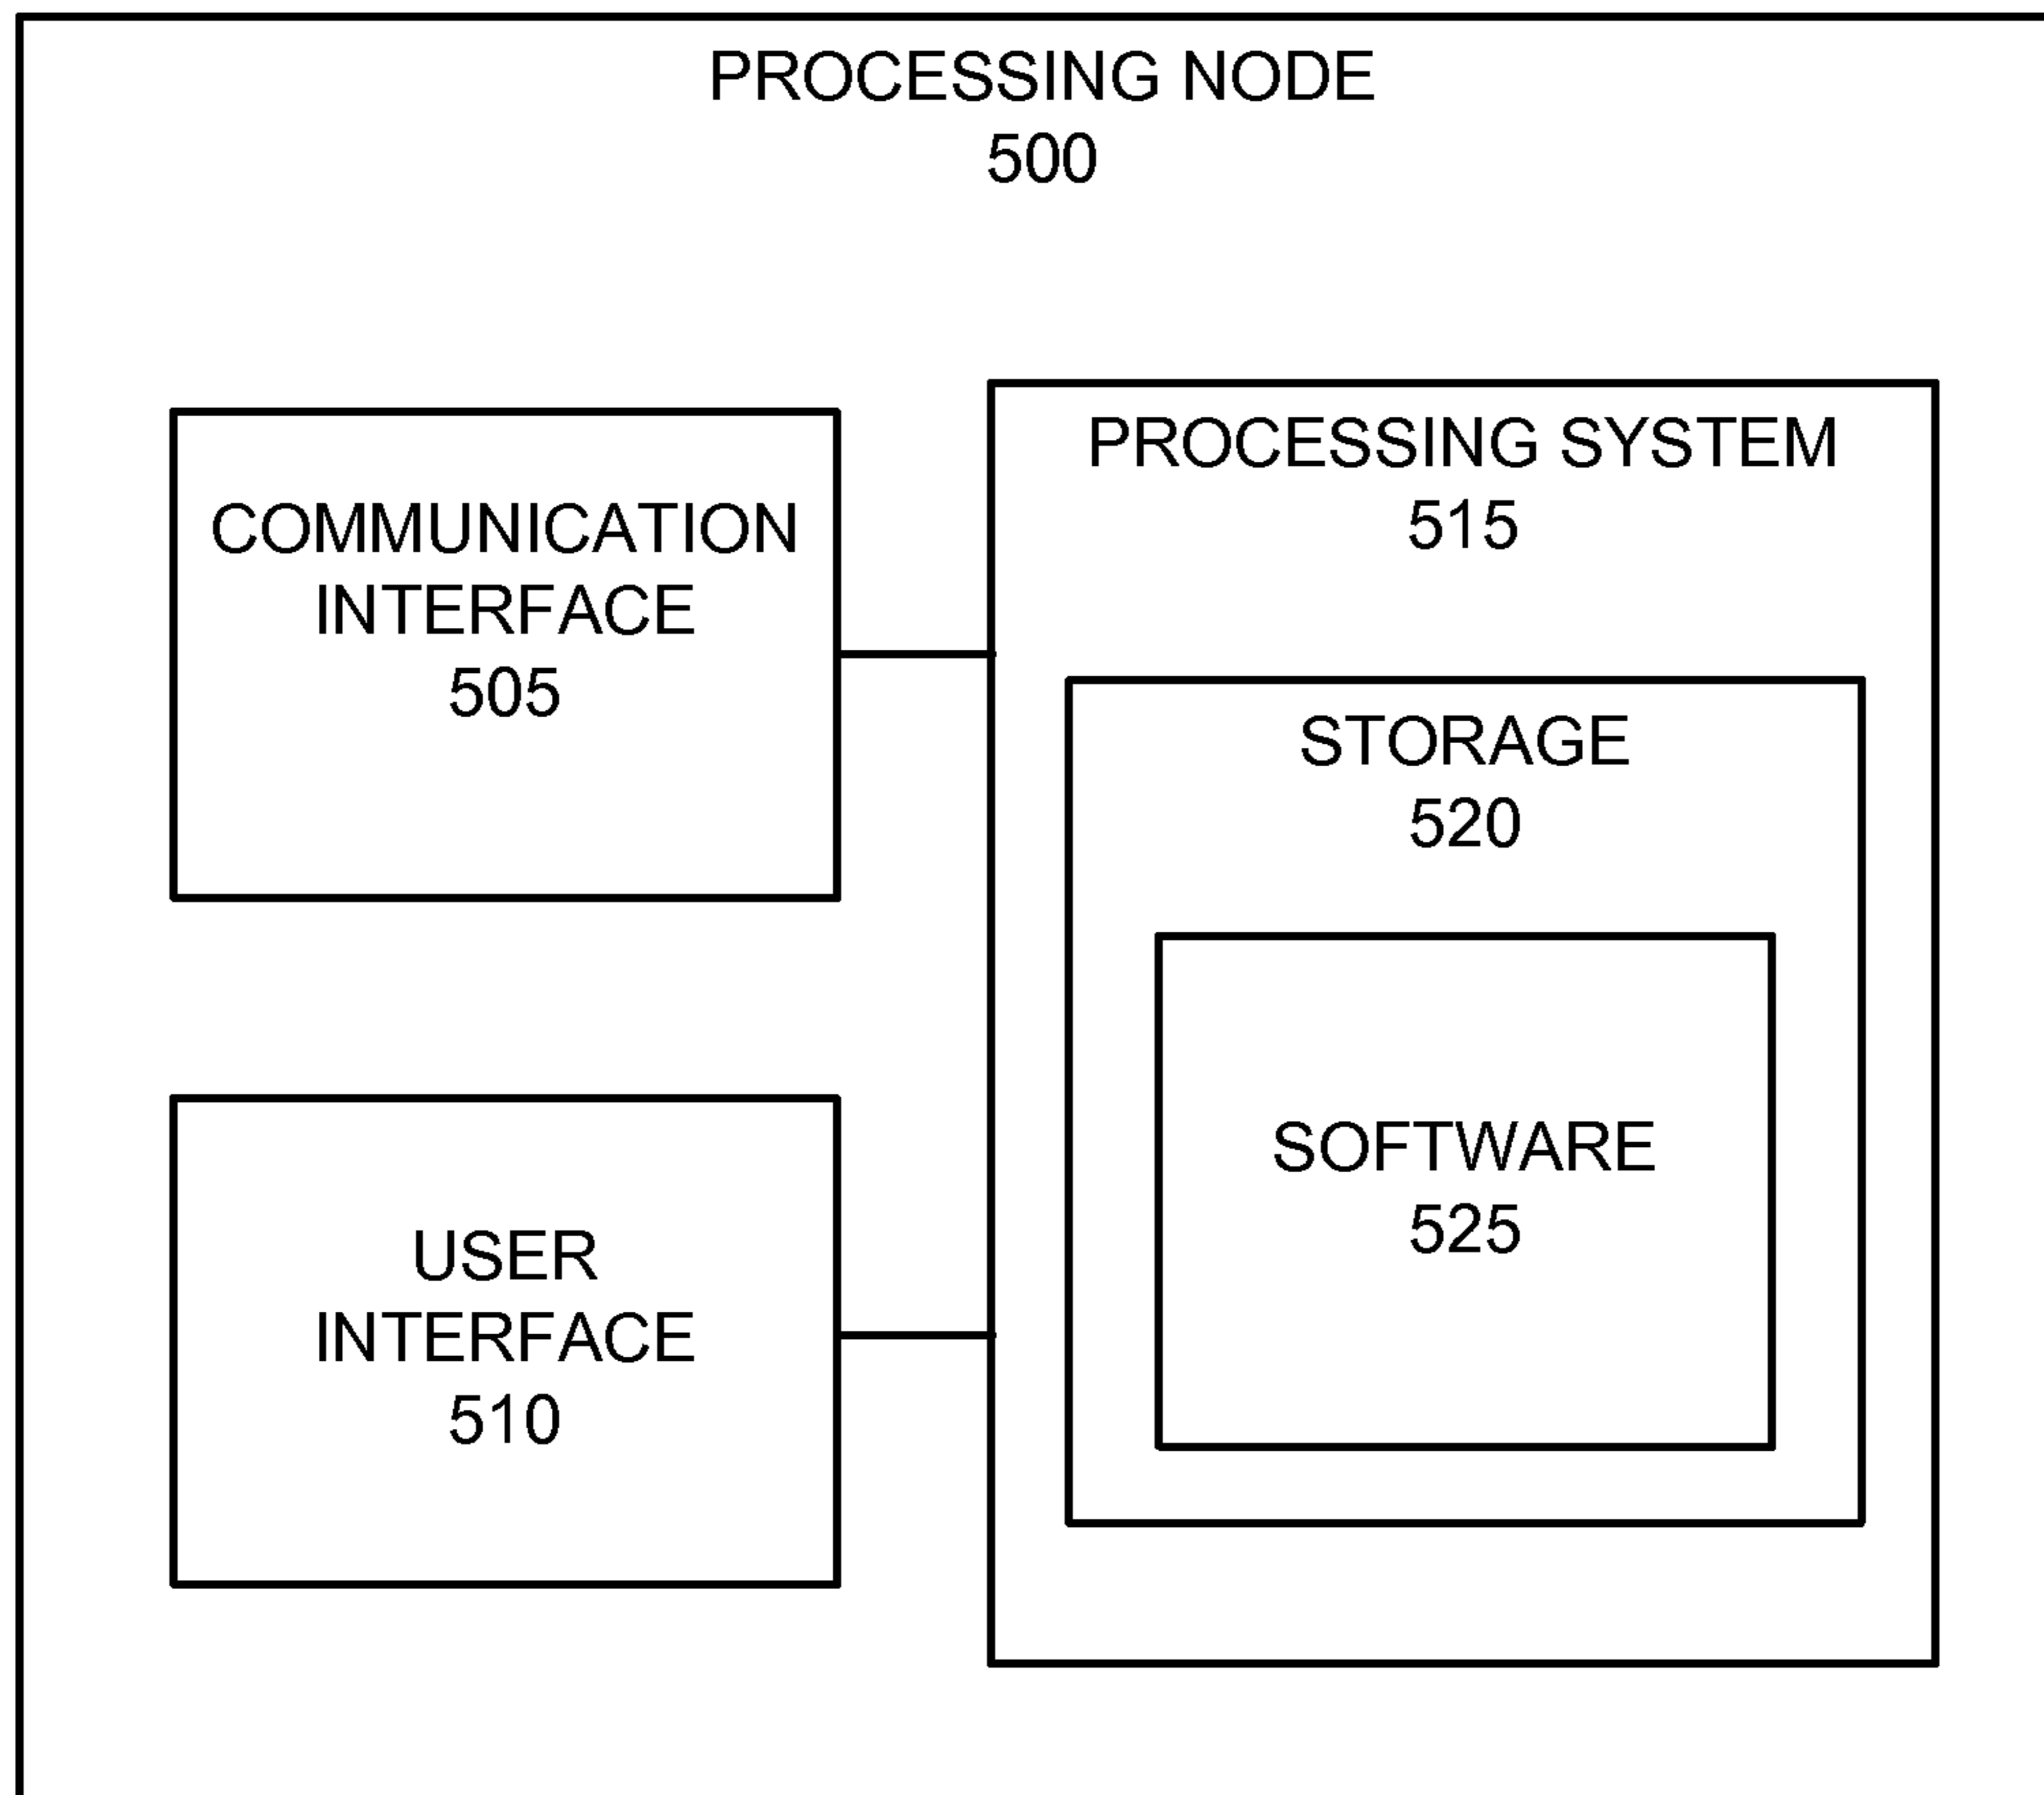 PROCESSING NODE
500
COMMUNICATION
INTERFACE
505
USER
INTERFACE
510
PROCESSING SYSTEM
515
STORAGE
520
SOFTWARE
525